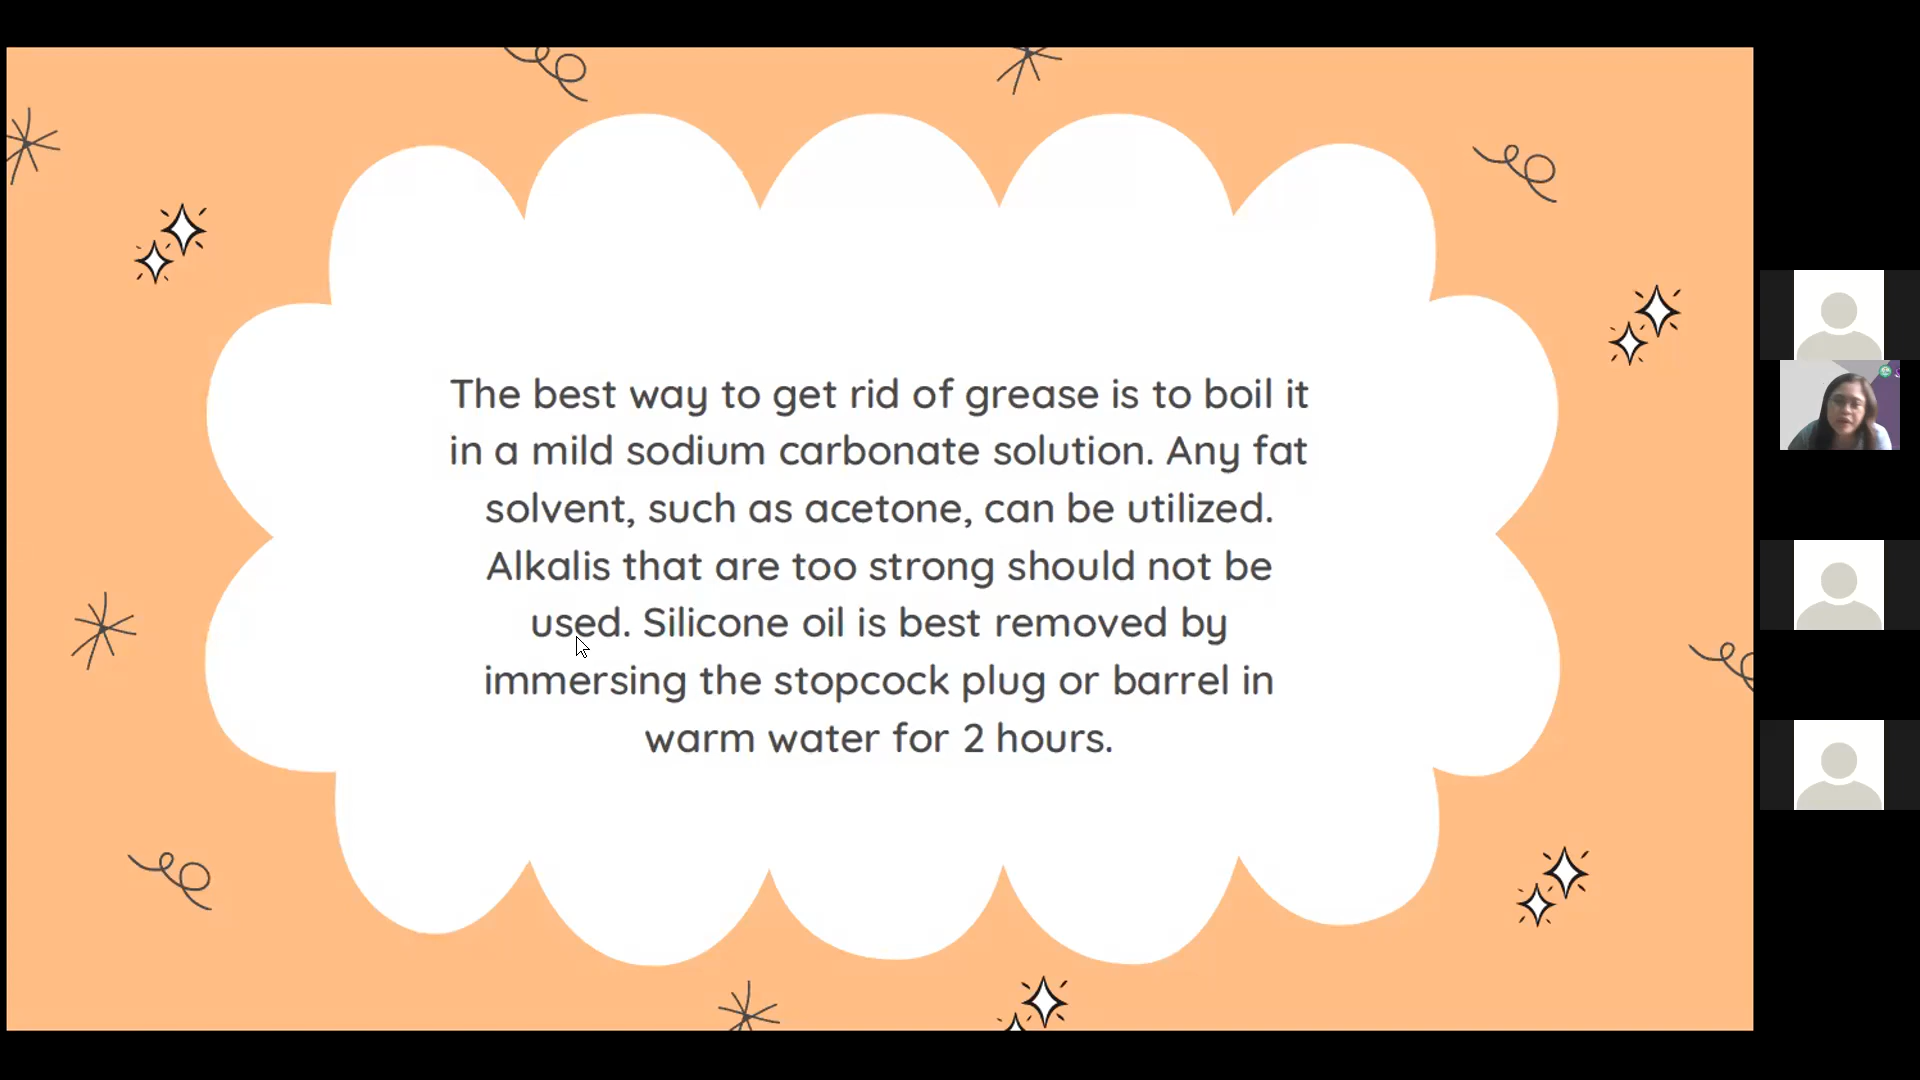 The best way to get rid of grease is to boil it
in a mild sodium carbonate solution. Any fat
solvent, such as acetone, can be utilized.
Alkalis that are too strong should not be
used. Silicone oil is best removed by
immersing the stopcock plug or barrel in
warm water for 2 hours.